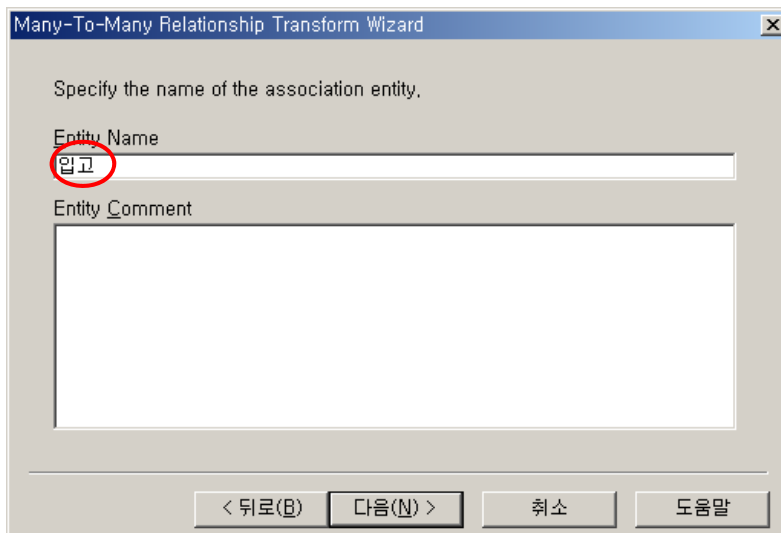 Many-To-Many Relationship Transform Wizard
Specify the name of the association entity,
Entity Name
입고
Entity Comment
< 뒤로(B) 다음(N) > 취소 도움말